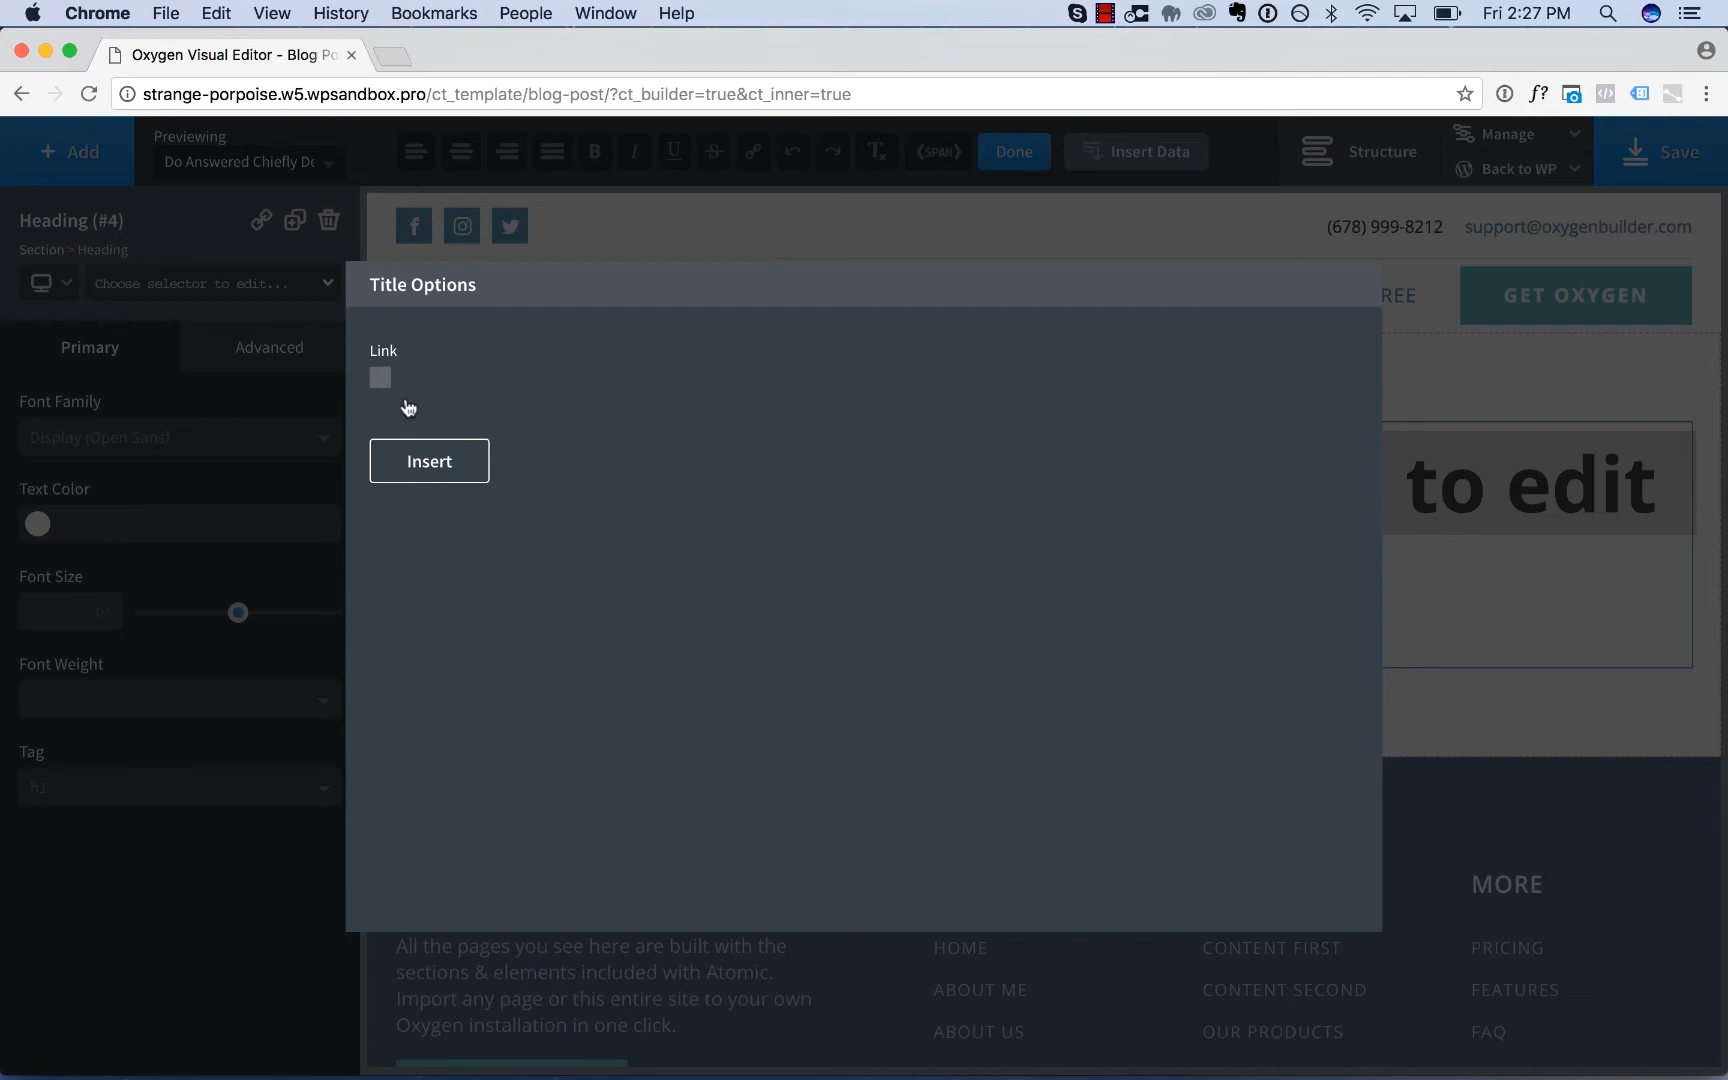 Chrome File Edit View History Bookmarks People Window Help Fri 2:27 PM
Oxygen Visual Editor - Blog Po
strange-porpoise.w5.wpsandbox.pro/ct_template/blog-post/?ct_builder=true&ct_inner=true
+ Add
Previewing
Do Answered Chiefly De
B I U S <SPAN> Done Insert Data
Structure
Manage
Back to WP
Save
Heading (#4)
Section > Heading
Choose selector to edit...
Primary Advanced
Font Family
Display (Open Sans)
Text Color
Font Size
px
Font Weight
Tag
h1
(678) 999-8212 support@oxygenbuilder.com
REE GET OXYGEN
Title Options
Link
Insert
to edit
All the pages you see here are built with the
sections & elements included with Atomic.
Import any page or this entire site to your own
Oxygen installation in one click.
HOME
ABOUT ME
ABOUT US
CONTENT FIRST
CONTENT SECOND
OUR PRODUCTS
MORE
PRICING
FEATURES
FAQ